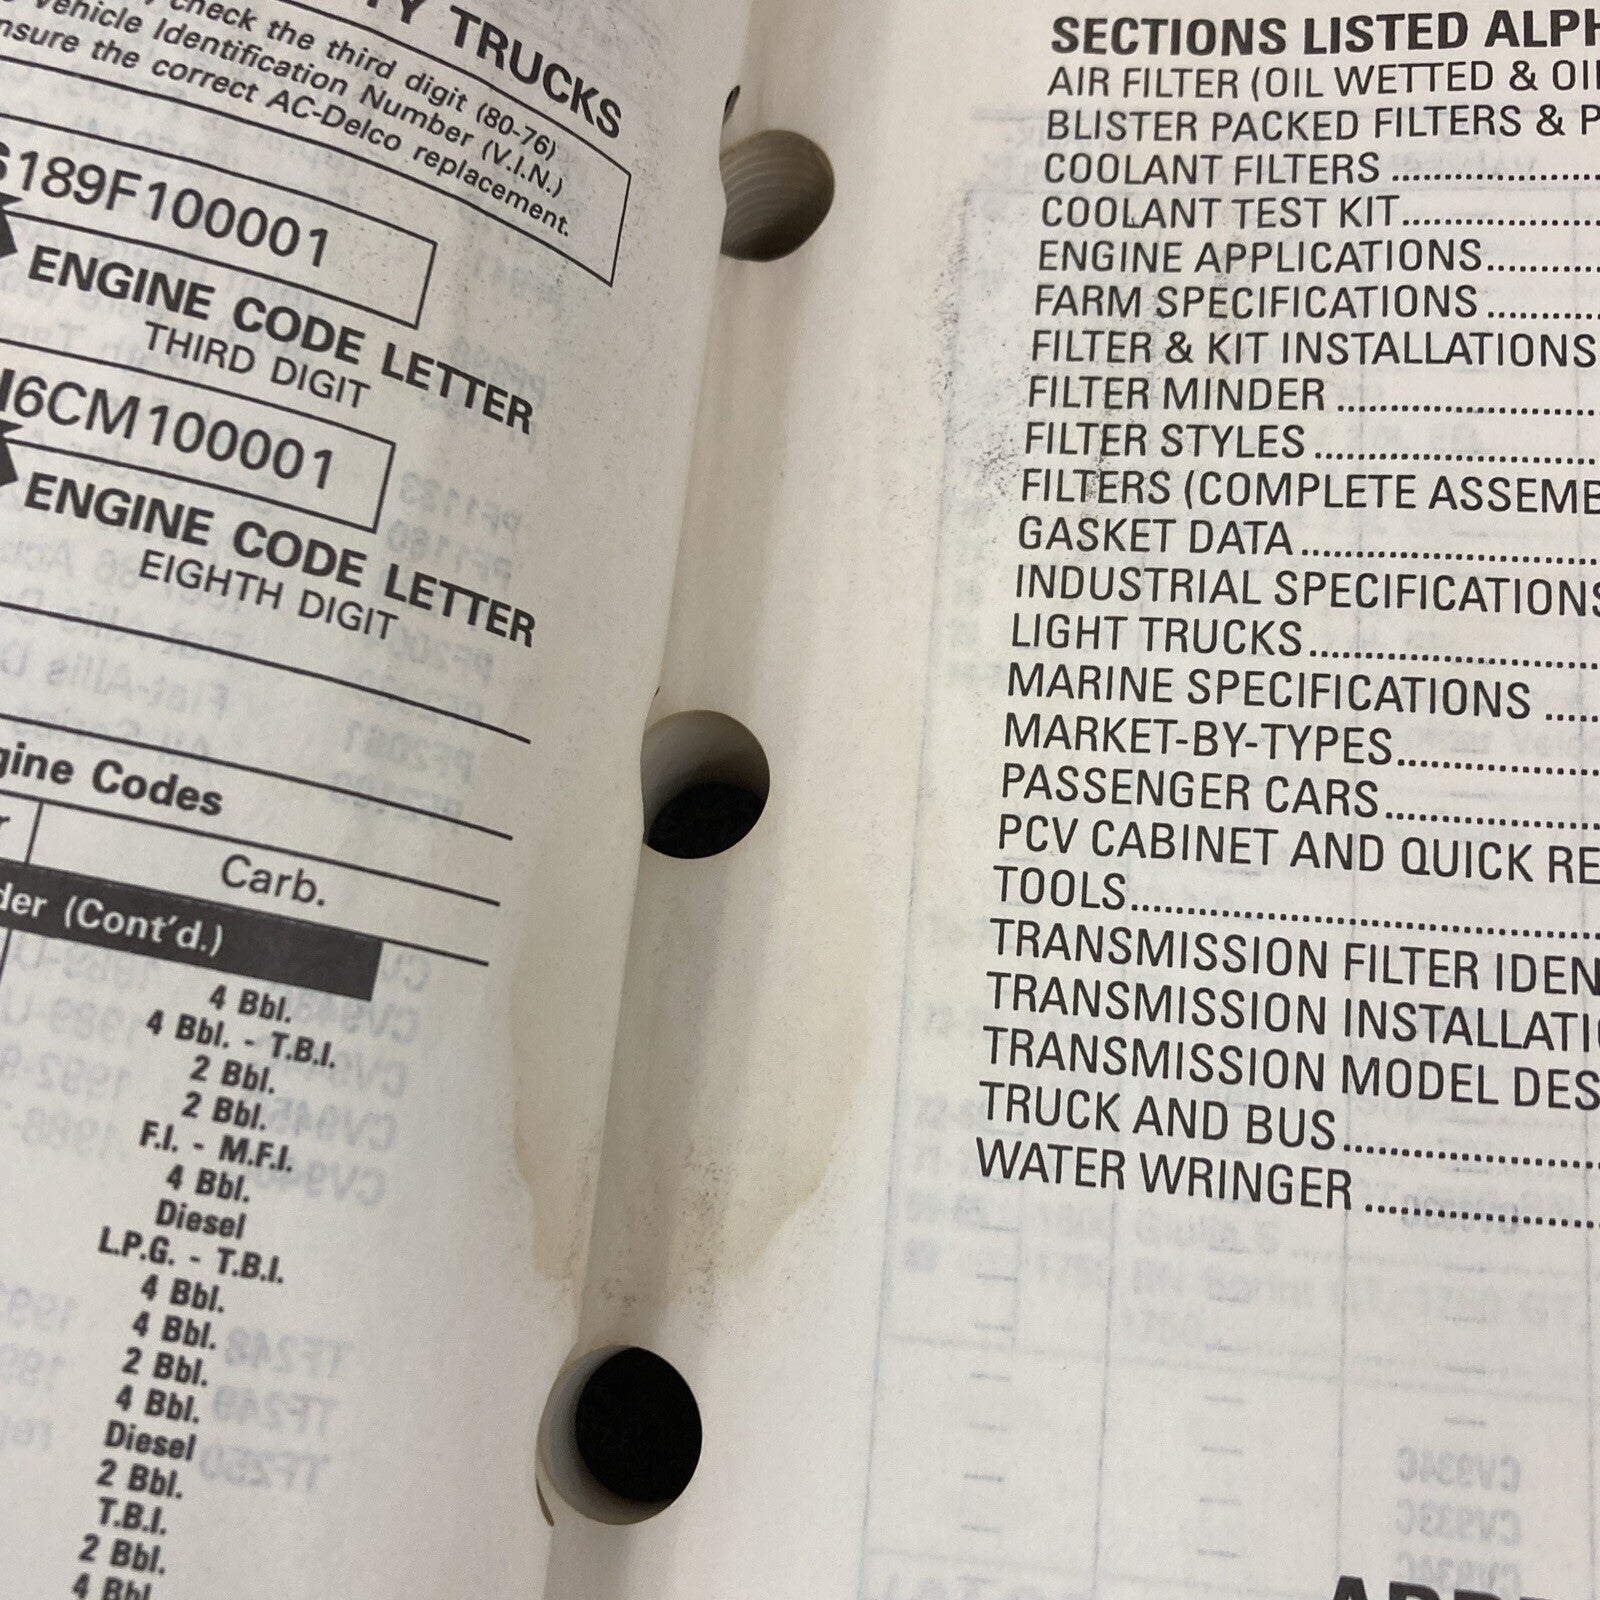 TRUCKS
check the third digit (80-76)
Vehicle Identification Number (V.I.N.)
the correct AC-Delco replacement.
189F100001
ENGINE CODE LETTER
THIRD DIGIT
6CM100001
ENGINE CODE LETTER
EIGHTH DIGIT
Codes
Carb.
(Cont'd.)
4 Bbl.
4 Bbl. - T.B.I.
2 Bbl.
2 Bbl.
F.I. - M.F.I.
4 Bbl.
Diesel
L.P.G. - T.B.I.
4 Bbl.
4 Bbl.
2 Bbl.
4 Bbl.
Diesel
2 Bbl.
T.B.I.
2 Bbl.
4 Bbl.
SECTIONS LISTED ALPH
AIR FILTER (OIL WETTED & OI
BLISTER PACKED FILTERS & P
COOLANT FILTERS
COOLANT TEST KIT
ENGINE APPLICATIONS
FARM SPECIFICATIONS
FILTER & KIT INSTALLATIONS
FILTER MINDER
FILTER STYLES
FILTERS (COMPLETE ASSEMB
GASKET DATA
INDUSTRIAL SPECIFICATIONS
LIGHT TRUCKS
MARINE SPECIFICATIONS
MARKET-BY-TYPES
PASSENGER CARS
PCV CABINET AND QUICK RE
TOOLS
TRANSMISSION FILTER IDEN
TRANSMISSION INSTALLATI
TRANSMISSION MODEL DES
TRUCK AND BUS
WATER WRINGER